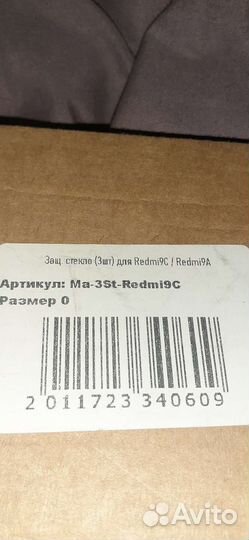 Защ. стекло (3шт) для Redmi9C / Redmi9A
Артикул: Ma-3St-Redmi9C
Размер 0
2 011723 340609
Avito